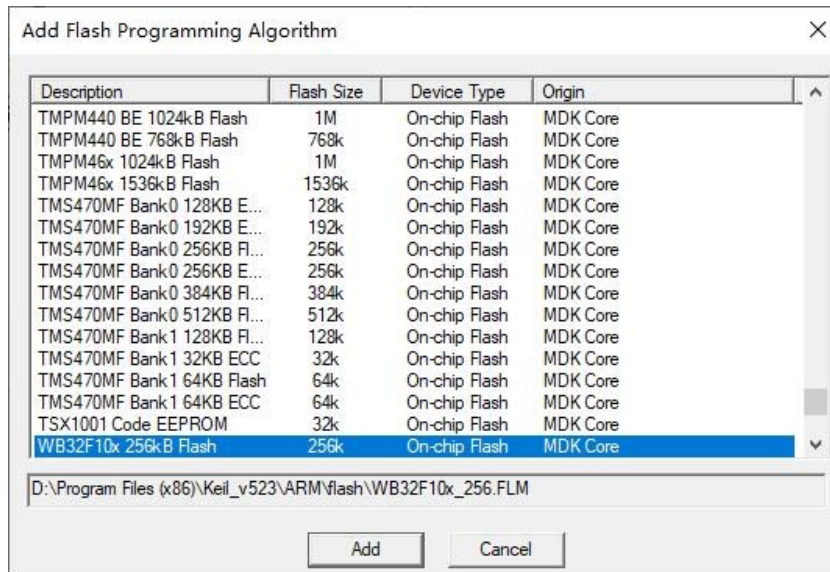 Add Flash Programming Algorithm
Description Flash Size Device Type Origin
TMPM440 BE 1024kB Flash 1M On-chip Flash MDK Core
TMPM440 BE 768kB Flash 768k On-chip Flash MDK Core
TMPM46x 1024kB Flash 1M On-chip Flash MDK Core
TMPM46x 1536kB Flash 1536k On-chip Flash MDK Core
TMS470MF Bank0 128KB E... 128k On-chip Flash MDK Core
TMS470MF Bank0 192KB E... 192k On-chip Flash MDK Core
TMS470MF Bank0 256KB Fl... 256k On-chip Flash MDK Core
TMS470MF Bank0 256KB E... 256k On-chip Flash MDK Core
TMS470MF Bank0 384KB Fl... 384k On-chip Flash MDK Core
TMS470MF Bank0 512KB Fl... 512k On-chip Flash MDK Core
TMS470MF Bank1 128KB Fl... 128k On-chip Flash MDK Core
TMS470MF Bank1 32KB ECC 32k On-chip Flash MDK Core
TMS470MF Bank1 64KB Flash 64k On-chip Flash MDK Core
TMS470MF Bank1 64KB ECC 64k On-chip Flash MDK Core
TSX1001 Code EEPROM 32k On-chip Flash MDK Core
WB32F10x 256kB Flash 256k On-chip Flash MDK Core
D:\Program Files (x86)\Keil_v523\ARM\flash\WB32F10x_256.FLM
Add Cancel